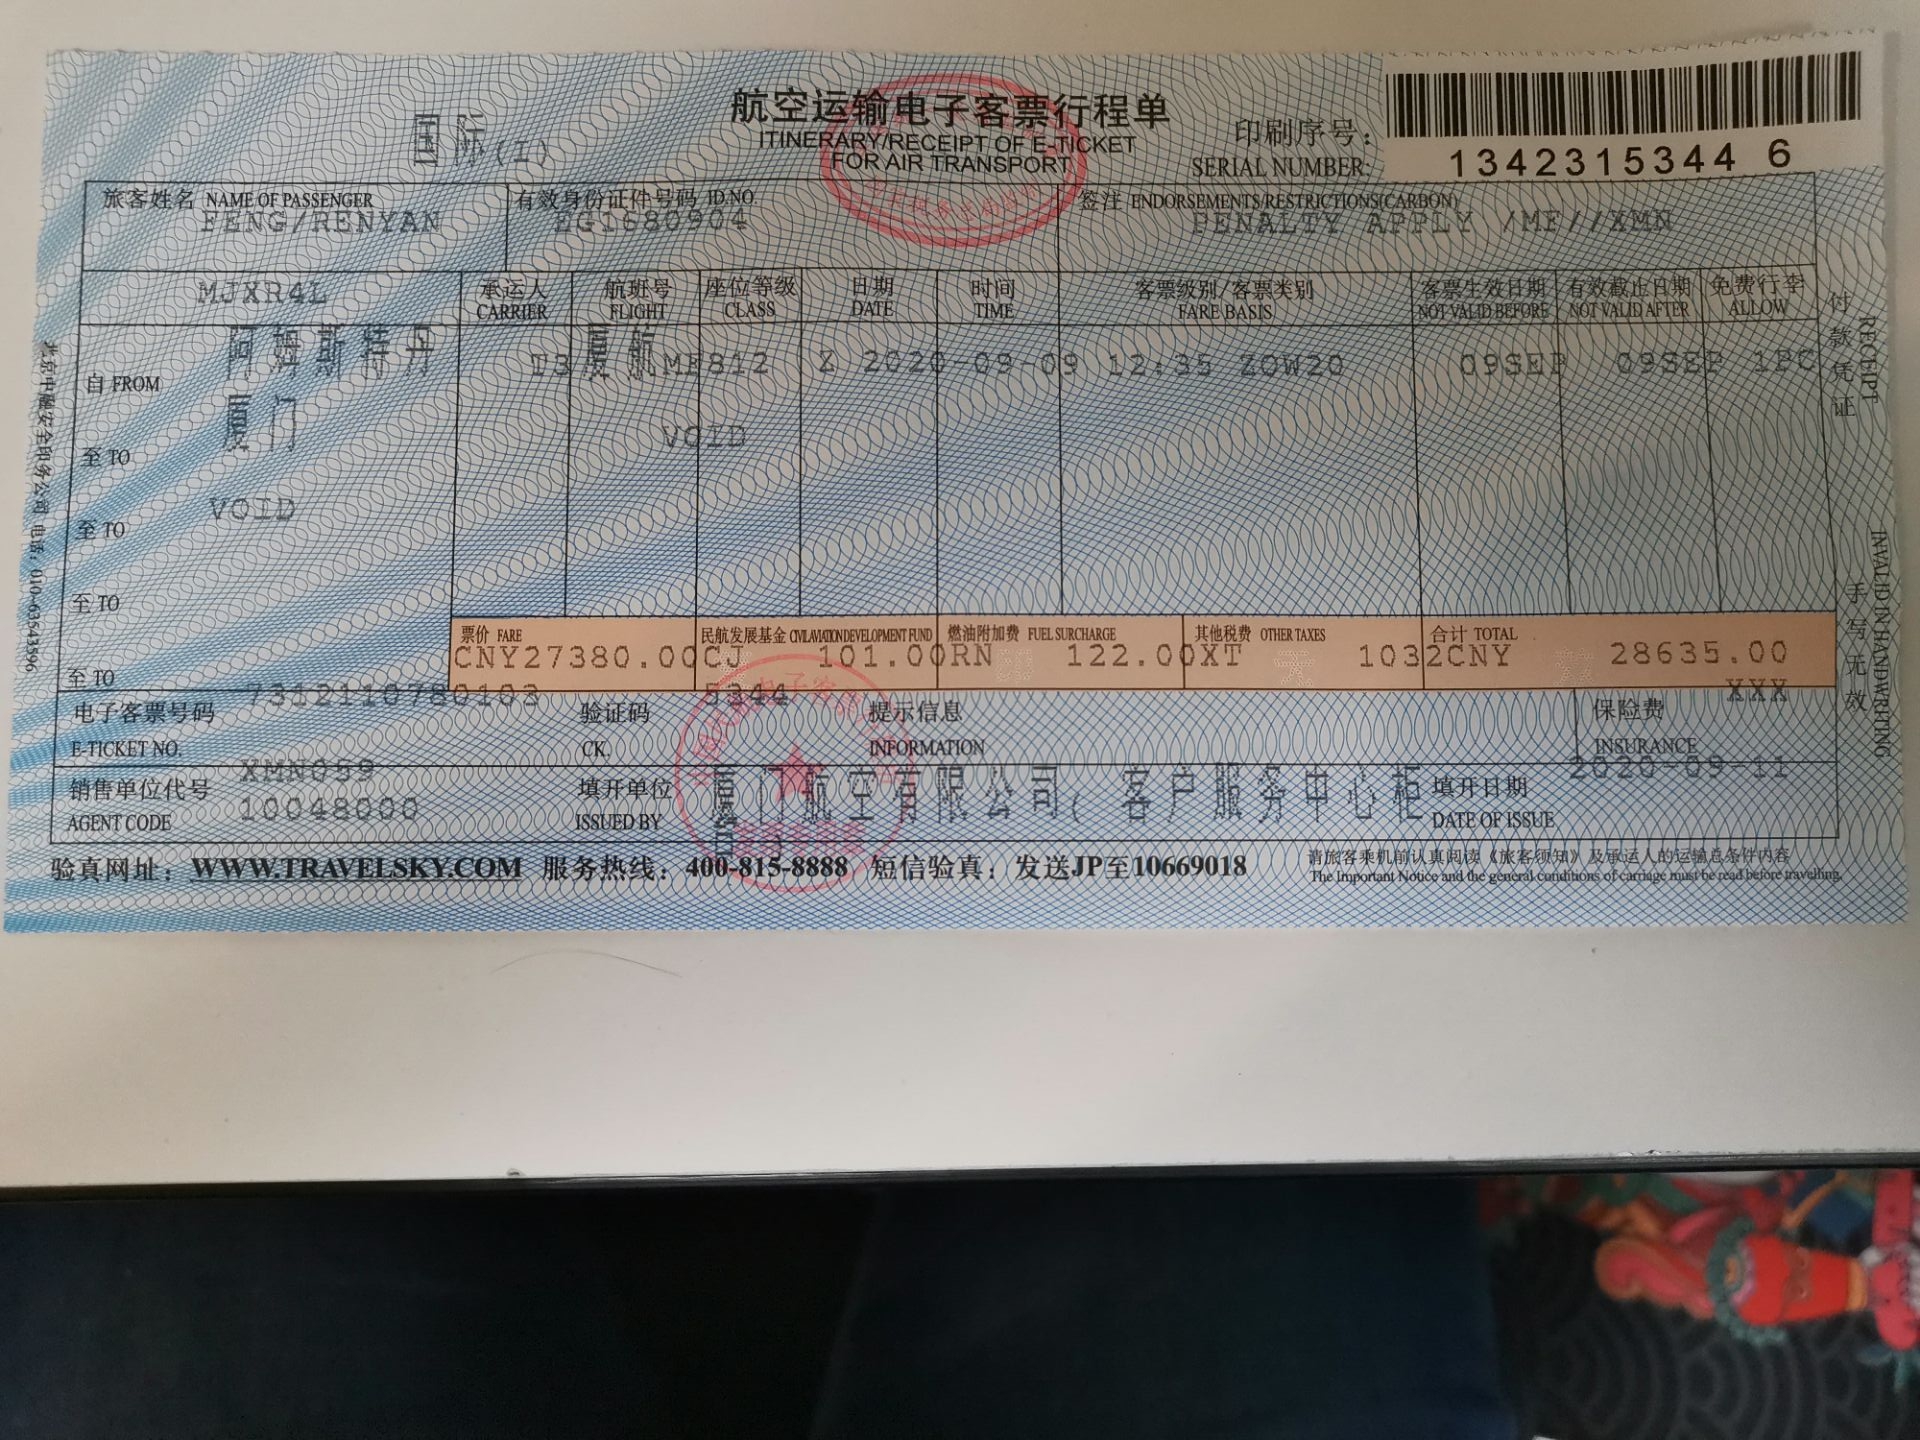 国际(I)
航空运输电子客票行程单
ITINERARY/RECEIPT OF E-TICKET
FOR AIR TRANSPORT
印刷序号:
SERIAL NUMBER:
1342315344 6
旅客姓名 NAME OF PASSENGER
FENG/RENYAN
有效身份证件号码 ID.NO.
EG1680904
签注 ENDORSEMENTS/RESTRICTIONS(CARBON)
PENALTY APPLY /MF//XMN
MJXR4L
承运人 CARRIER
航班号 FLIGHT
座位等级 CLASS
日期 DATE
时间 TIME
客票级别/客票类别 FARE BASIS
客票生效日期 NOT VALID BEFORE
有效截止日期 NOT VALID AFTER
免费行李 ALLOW
自 FROM
阿姆斯特丹 T3 厦航 MF812 Z 2020-09-09 12:35 ZOW20 09SEP 09SEP 1PC
至 TO
厦门 VOID
至 TO
VOID
至 TO
至 TO
票价 FARE
CNY27380.00
民航发展基金 CIVIL AVIATION DEVELOPMENT FUND
CJ 101.00
燃油附加费 FUEL SURCHARGE
RN 122.00
其他税费 OTHER TAXES
XT 1032
合计 TOTAL
CNY 28635.00
电子客票号码
E-TICKET NO.
7312110780103
验证码
CK.
5344
提示信息
INFORMATION
保险费
INSURANCE
XXX
销售单位代号
AGENT CODE
XMN059
10048000
填开单位
ISSUED BY
厦门航空有限公司(客户服务中心柜
填开日期
DATE OF ISSUE
2020-09-11
验真网址：WWW.TRAVELSKY.COM 服务热线：400-815-8888 短信验真：发送JP至10669018
请旅客乘机前认真阅读《旅客须知》及承运人的运输总条件内容
The Important Notice and the general conditions of carriage must be read before travelling.
付款凭证 RECEIPT
手写无效 INVALID IN HANDWRITING
北京中融安全印务公司 电话: 010-63543596